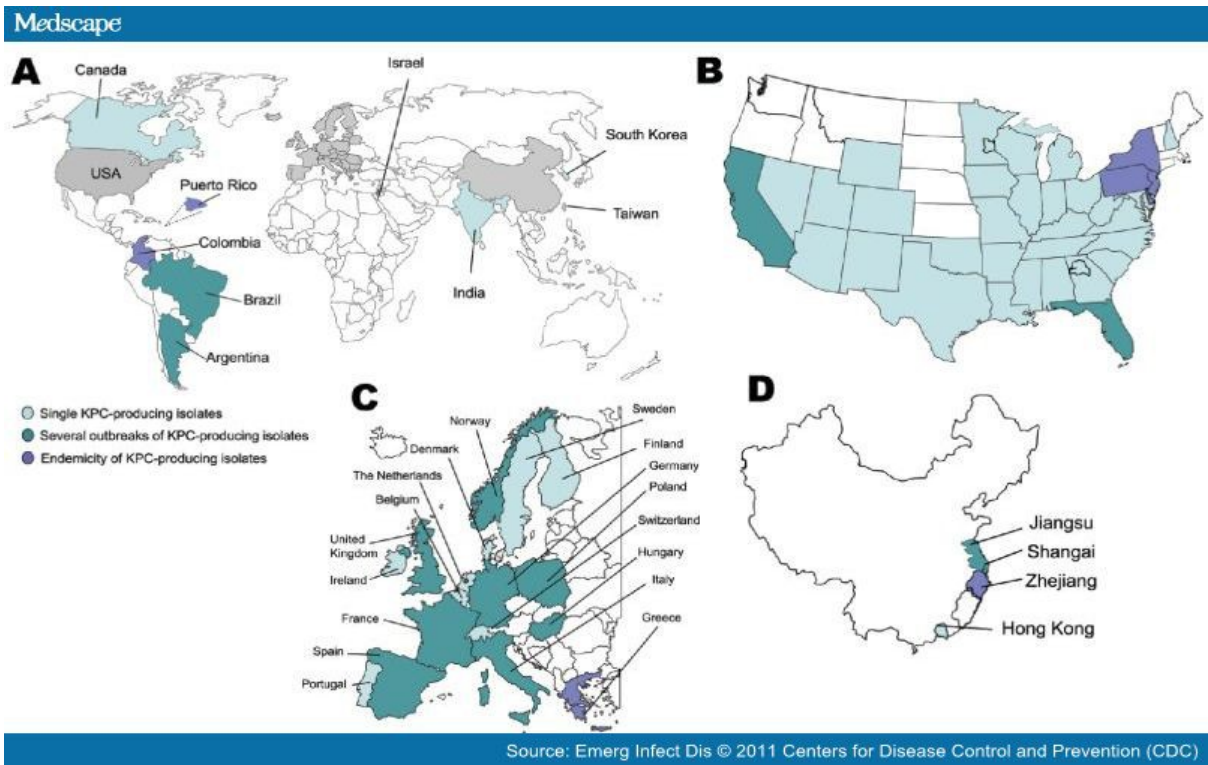 Medscape
A
Canada
Israel
South Korea
USA
Puerto Rico
Taiwan
Colombia
India
Brazil
Argentina
Single KPC-producing isolates
Several outbreaks of KPC-producing isolates
Endemicity of KPC-producing isolates
B
C
Sweden
Norway
Finland
Denmark
Germany
The Netherlands
Poland
Belgium
Switzerland
United
Kingdom
Hungary
Ireland
Italy
France
Greece
Spain
Portugal
D
Jiangsu
Shangai
Zhejiang
Hong Kong
Source: Emerg Infect Dis © 2011 Centers for Disease Control and Prevention (CDC)